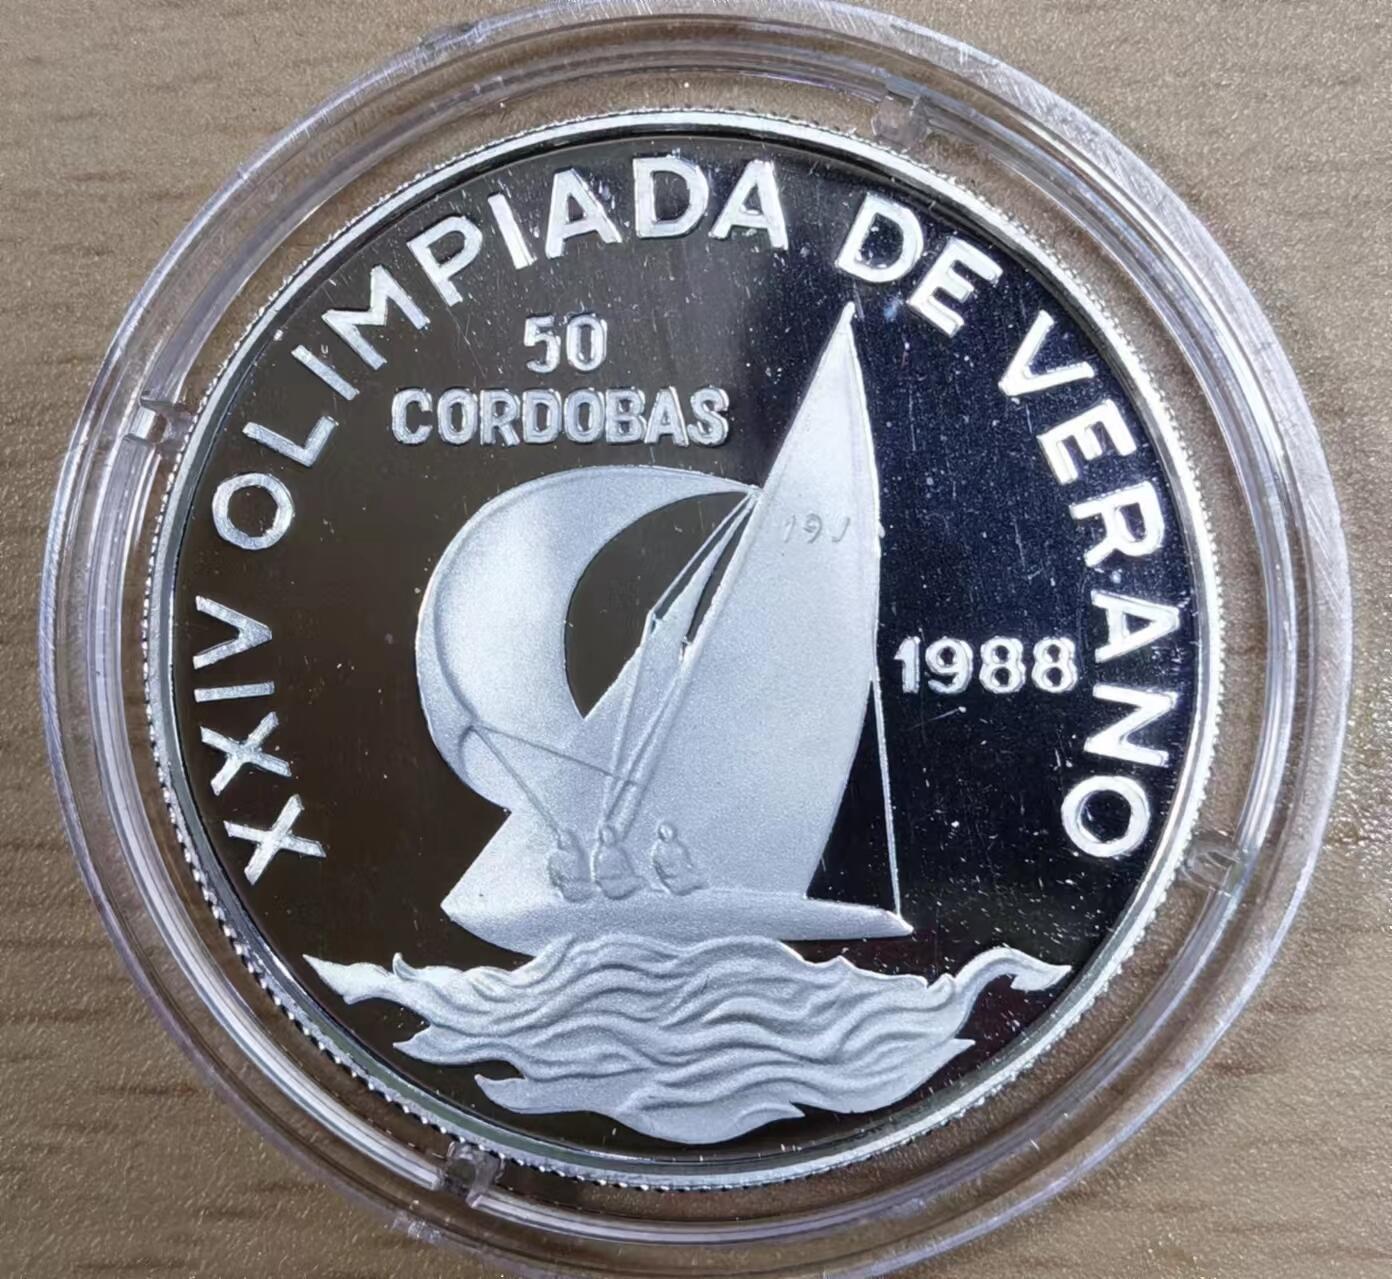 XXIV OLIMPIADA DE VERANO
50
CORDOBAS
1988